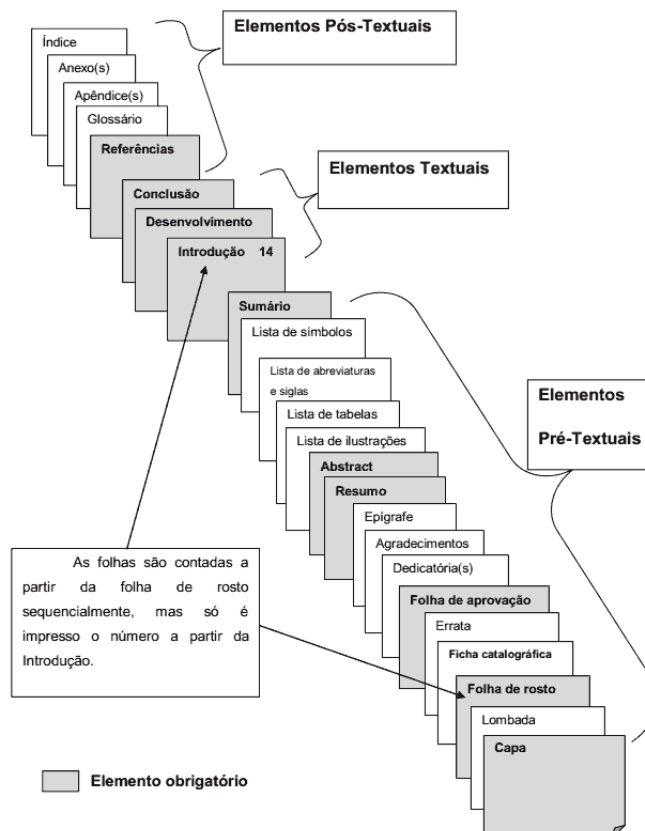 Elementos Pós-Textuais
Índice
Anexo(s)
Apêndice(s)
Glossário
Referências
Elementos Textuais
Conclusão
Desenvolvimento
Introdução 14
Sumário
Lista de símbolos
Lista de abreviaturas
e siglas
Lista de tabelas
Lista de ilustrações
Elementos
Pré-Textuais
Abstract
Resumo
Epígrafe
Agradecimentos
Dedicatória(s)
Folha de aprovação
Errata
Ficha catalográfica
Folha de rosto
Lombada
Capa
As folhas são contadas a
partir da folha de rosto
sequencialmente, mas só é
impresso o número a partir da
Introdução.
Elemento obrigatório